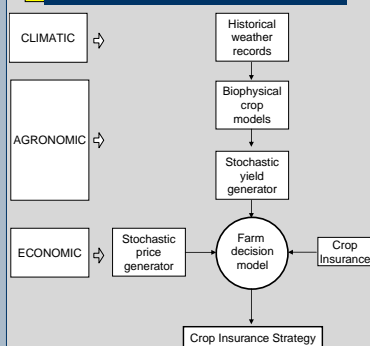 CLIMATIC
Historical
weather
records
Biophysical
crop
models
AGRONOMIC
Stochastic
yield
generator
ECONOMIC
Stochastic
price
generator
Farm
decision
model
Crop
Insurance
Crop Insurance Strategy